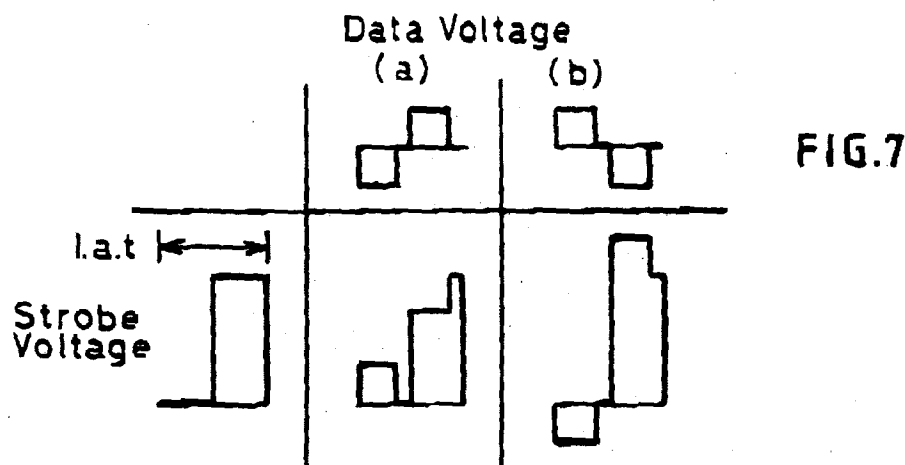 Data Voltage
(a) (b)
FIG.7
l.a.t
Strobe
Voltage